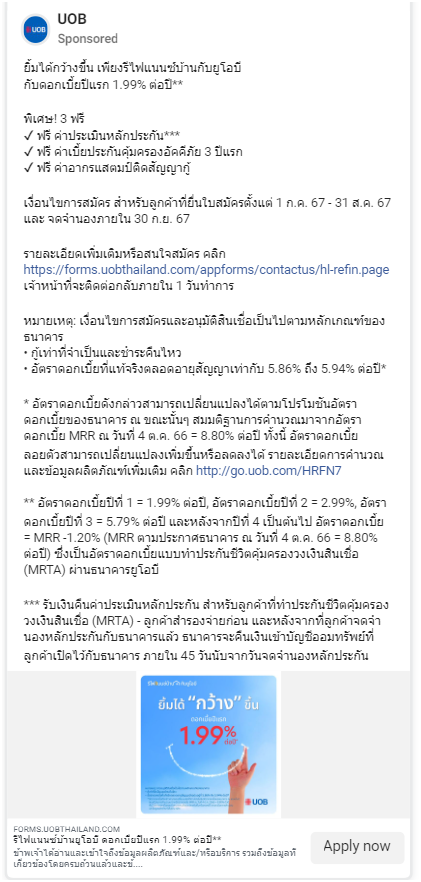 UOB
Sponsored
ยิ้มได้กว้างขึ้น เพียงรีไฟแนนซ์บ้านกับยูโอบี
กับดอกเบี้ยปีแรก 1.99% ต่อปี**
พิเศษ! 3 ฟรี
✓ ฟรี ค่าประเมินหลักประกัน***
✓ ฟรี ค่าเบี้ยประกันคุ้มครองอัคคีภัย 3 ปีแรก
✓ ฟรี ค่าอากรแสตมป์ติดสัญญากู้
เงื่อนไขการสมัคร สำหรับลูกค้าที่ยื่นใบสมัครตั้งแต่ 1 ก.ค. 67 - 31 ส.ค. 67
และ จดจำนองภายใน 30 ก.ย. 67
รายละเอียดเพิ่มเติมหรือสนใจสมัคร คลิก
https://forms.uobthailand.com/appforms/contactus/hl-refin.page
เจ้าหน้าที่จะติดต่อกลับภายใน 1 วันทำการ
หมายเหตุ: เงื่อนไขการสมัครและอนุมัติสินเชื่อเป็นไปตามหลักเกณฑ์ของ
ธนาคาร
• กู้เท่าที่จำเป็นและชำระคืนไหว
• อัตราดอกเบี้ยที่แท้จริงตลอดอายุสัญญาเท่ากับ 5.86% ถึง 5.94% ต่อปี*
* อัตราดอกเบี้ยดังกล่าวสามารถเปลี่ยนแปลงได้ตามโปรโมชันอัตรา
ดอกเบี้ยของธนาคาร ณ ขณะนั้นๆ สมมติฐานการคำนวณมาจากอัตรา
ดอกเบี้ย MRR ณ วันที่ 4 ต.ค. 66 = 8.80% ต่อปี ทั้งนี้ อัตราดอกเบี้ย
ลอยตัวสามารถเปลี่ยนแปลงเพิ่มขึ้นหรือลดลงได้ รายละเอียดการคำนวณ
และข้อมูลผลิตภัณฑ์เพิ่มเติม คลิก http://go.uob.com/HRFN7
** อัตราดอกเบี้ยปีที่ 1 = 1.99% ต่อปี, อัตราดอกเบี้ยปีที่ 2 = 2.99%, อัตรา
ดอกเบี้ยปีที่ 3 = 5.79% ต่อปี และหลังจากปีที่ 4 เป็นต้นไป อัตราดอกเบี้ย
= MRR -1.20% (MRR ตามประกาศธนาคาร ณ วันที่ 4 ต.ค. 66 = 8.80%
ต่อปี) ซึ่งเป็นอัตราดอกเบี้ยแบบทำประกันชีวิตคุ้มครองวงเงินสินเชื่อ
(MRTA) ผ่านธนาคารยูโอบี
*** รับเงินคืนค่าประเมินหลักประกัน สำหรับลูกค้าที่ทำประกันชีวิตคุ้มครอง
วงเงินสินเชื่อ (MRTA) - ลูกค้าสำรองจ่ายก่อน และหลังจากที่ลูกค้าจดจำ
นองหลักประกันกับธนาคารแล้ว ธนาคารจะคืนเงินเข้าบัญชีออมทรัพย์ที่
ลูกค้าเปิดไว้กับธนาคาร ภายใน 45 วันนับจากวันจดจำนองหลักประกัน
รีไฟแนนซ์บ้านยูโอบี
ยิ้มได้ "กว้าง" ขึ้น
ดอกเบี้ยปีแรก
1.99%
ต่อปี*
UOB
FORMS.UOBTHAILAND.COM
รีไฟแนนซ์บ้านยูโอบี ดอกเบี้ยปีแรก 1.99% ต่อปี**
ข้าพเจ้าได้อ่านและเข้าใจถึงข้อมูลผลิตภัณฑ์และ/หรือบริการ รวมถึงข้อมูลที่
เกี่ยวข้องโดยครบถ้วนแล้วและข้....
Apply now